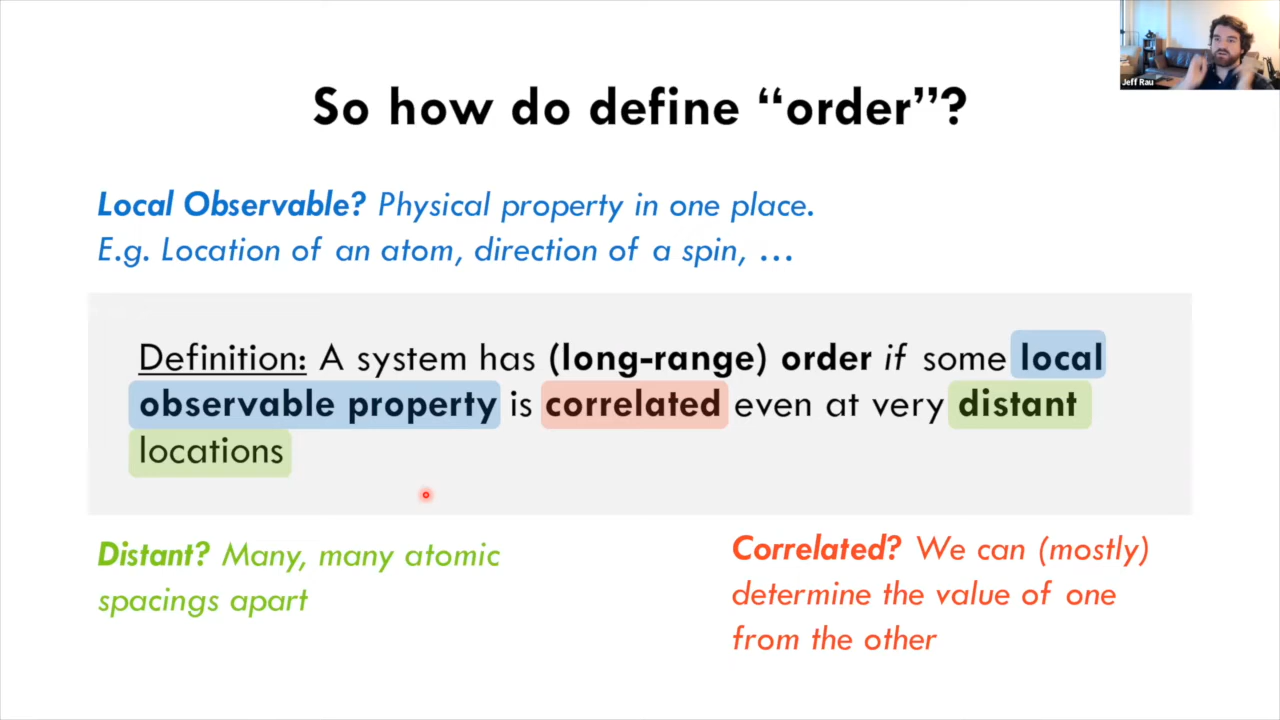 Jeff Rau
So how do define “order”?
Local Observable? Physical property in one place.
E.g. Location of an atom, direction of a spin, …
Definition: A system has (long-range) order if some local
observable property is correlated even at very distant
locations
Distant? Many, many atomic
spacings apart
Correlated? We can (mostly)
determine the value of one
from the other